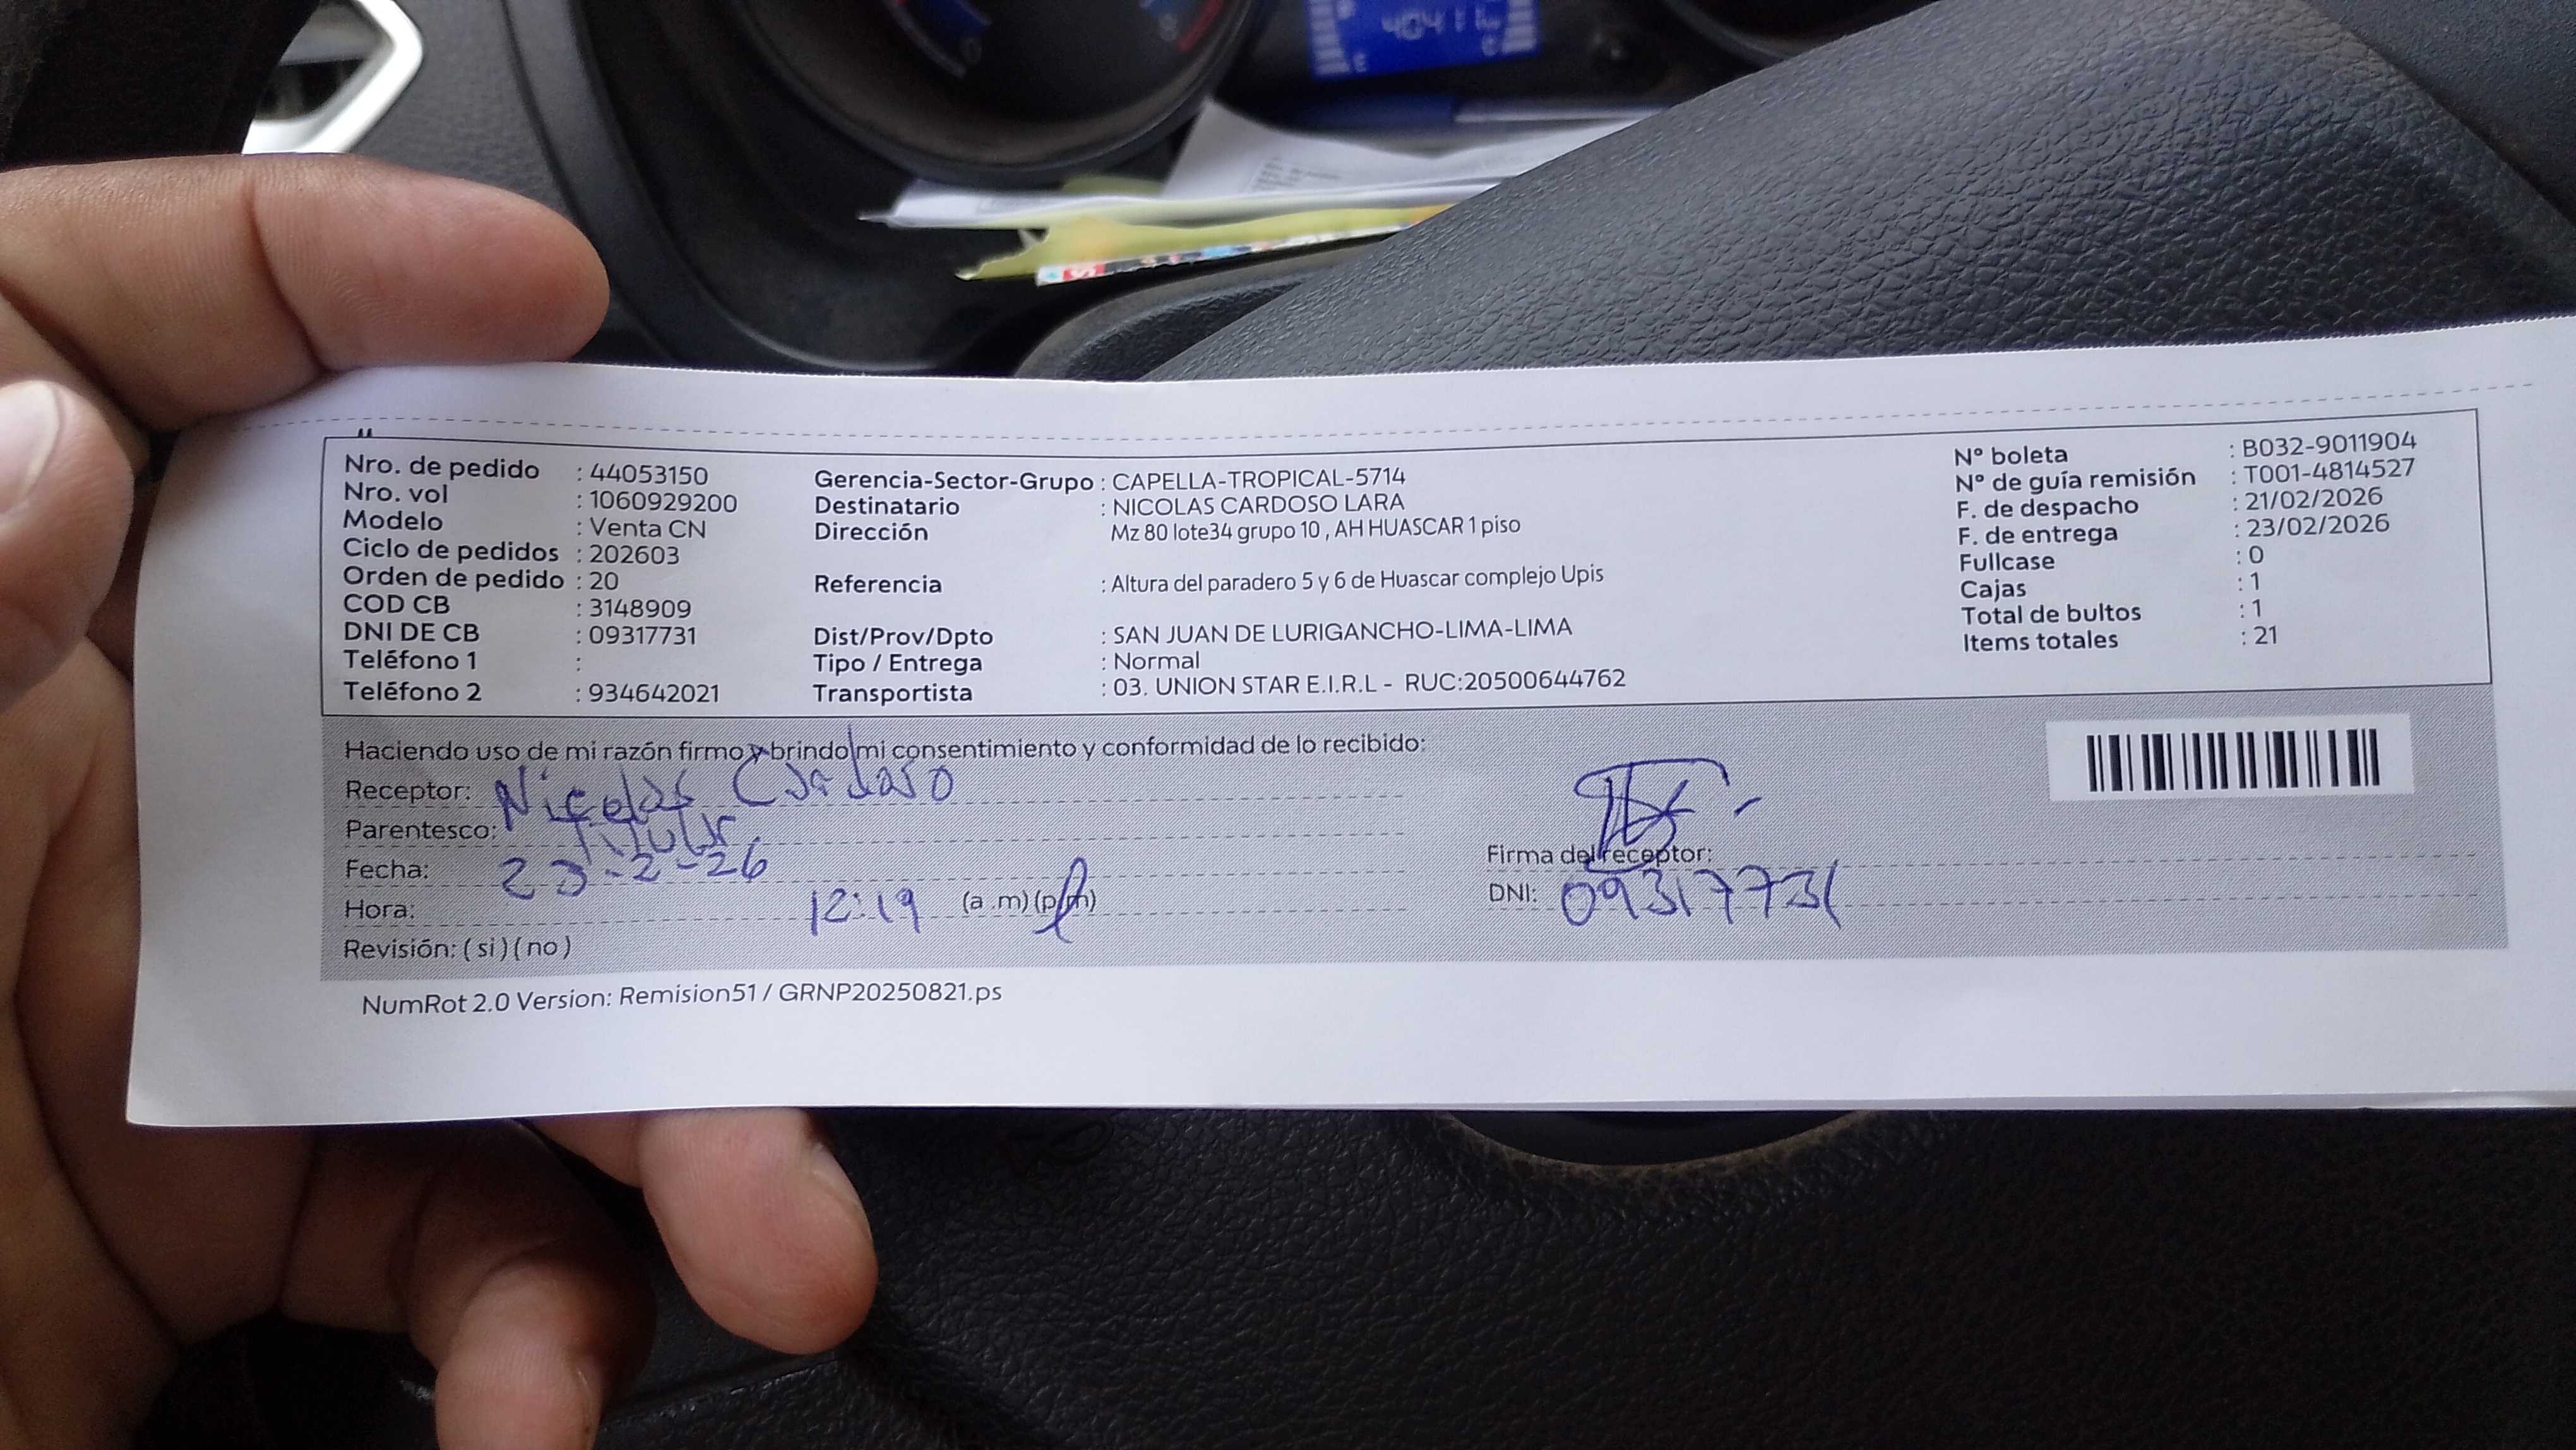 Nro. de pedido : 44053150
Nro. vol : 1060929200
Modelo : Venta CN
Ciclo de pedidos : 202603
Orden de pedido : 20
COD CB : 3148909
DNI DE CB : 09317731
Teléfono 1 :
Teléfono 2 : 934642021
Gerencia-Sector-Grupo : CAPELLA-TROPICAL-5714
Destinatario : NICOLAS CARDOSO LARA
Dirección Mz 80 lote34 grupo 10 , AH HUASCAR 1 piso
Referencia : Altura del paradero 5 y 6 de Huascar complejo Upis
Dist/Prov/Dpto : SAN JUAN DE LURIGANCHO-LIMA-LIMA
Tipo / Entrega : Normal
Transportista : 03. UNION STAR E.I.R.L - RUC:20500644762
N° boleta : B032-9011904
N° de guía remisión : T001-4814527
F. de despacho : 21/02/2026
F. de entrega : 23/02/2026
Fullcase : 0
Cajas : 1
Total de bultos : 1
Items totales : 21
Haciendo uso de mi razón firmo y brindo mi consentimiento y conformidad de lo recibido:
Receptor: Nicolas Cardoso
Parentesco: Titular
Fecha: 23-2-26
Hora: 12:19 (a .m)(p.m)
Revisión: ( si )( no )
Firma del receptor:
DNI: 09317731
NumRot 2.0 Version: Remision51 / GRNP20250821.ps